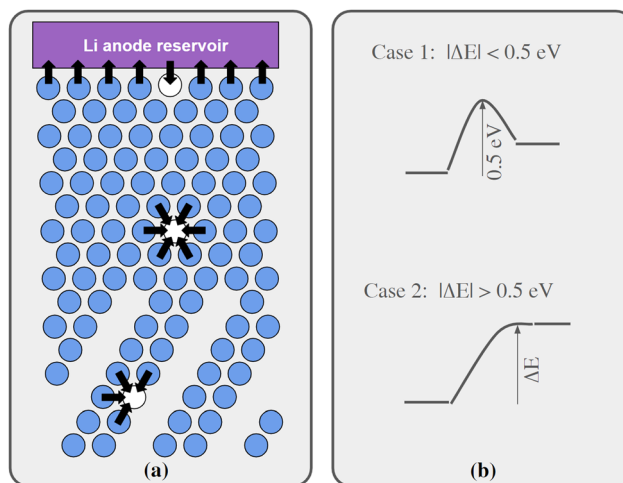 Li anode reservoir
(a)
Case 1: |ΔE| < 0.5 eV
0.5 eV
Case 2: |ΔE| > 0.5 eV
ΔE
(b)